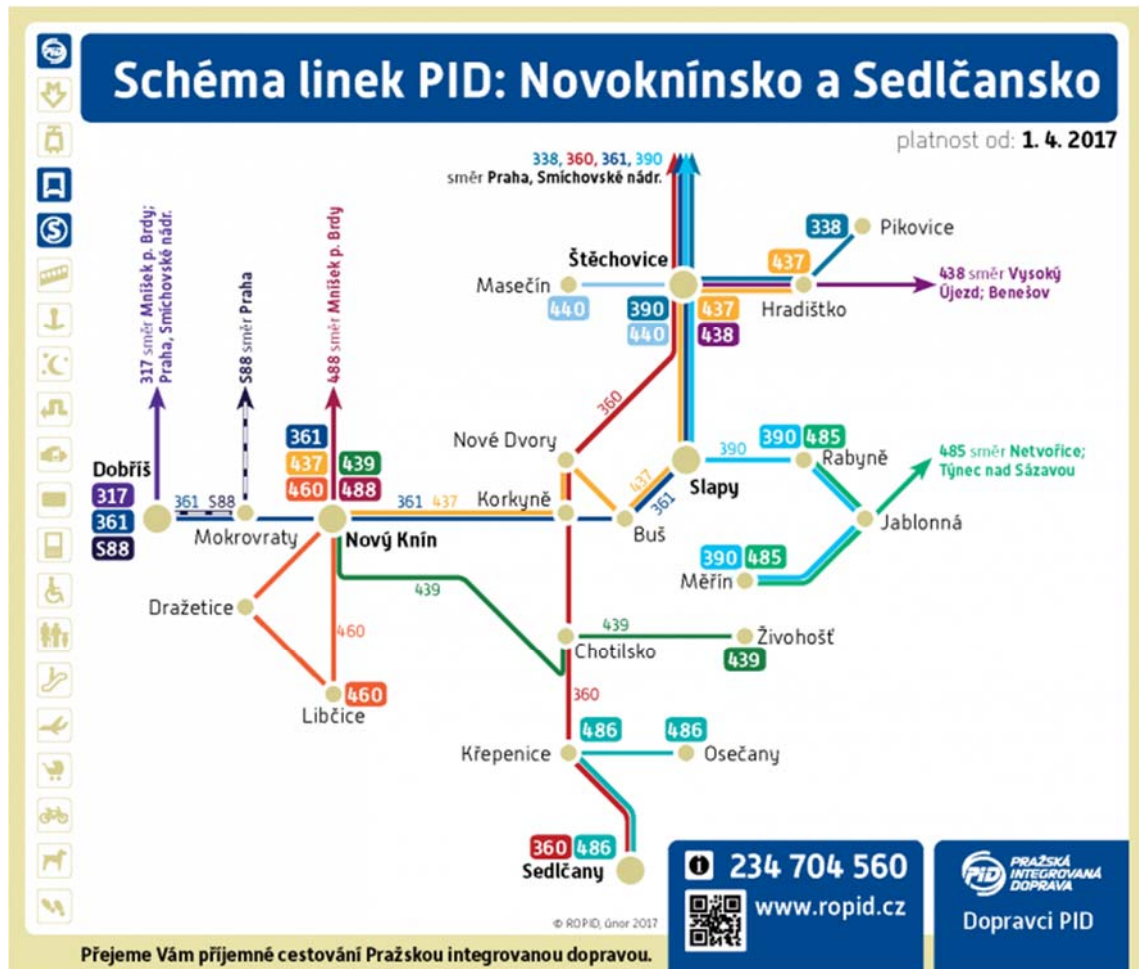 PiD
Schéma linek PID: Novoknínsko a Sedlčansko
platnost od: 1. 4. 2017
338, 360, 361, 390
směr Praha, Smíchovské nádr.
317 směr Mníšek p. Brdy;
Praha, Smíchovské nádr.
S88 směr Praha
488 směr Mníšek p. Brdy
338
Pikovice
Štěchovice
437
Masečín
438 směr Vysoký
Újezd; Benešov
Hradištko
440
390
437
440
438
360
361
437
439
460
488
Nové Dvory
390
485
390
Rabyně
485 směr Netvořice;
Týnec nad Sázavou
Dobříš
317
361
S88
361
S88
Mokrovraty
Nový Knín
361 437
Korkyně
437
361
Slapy
Buš
Jablonná
390
485
Měřín
439
Dražetice
460
439
Živohošť
439
Chotilsko
460
Libčice
360
486
486
Křepenice
Osečany
360
486
Sedlčany
234 704 560
www.ropid.cz
PiD
PRAŽSKÁ
INTEGROVANÁ
DOPRAVA
Dopravci PID
© ROPID, únor 2017
Přejeme Vám příjemné cestování Pražskou integrovanou dopravou.